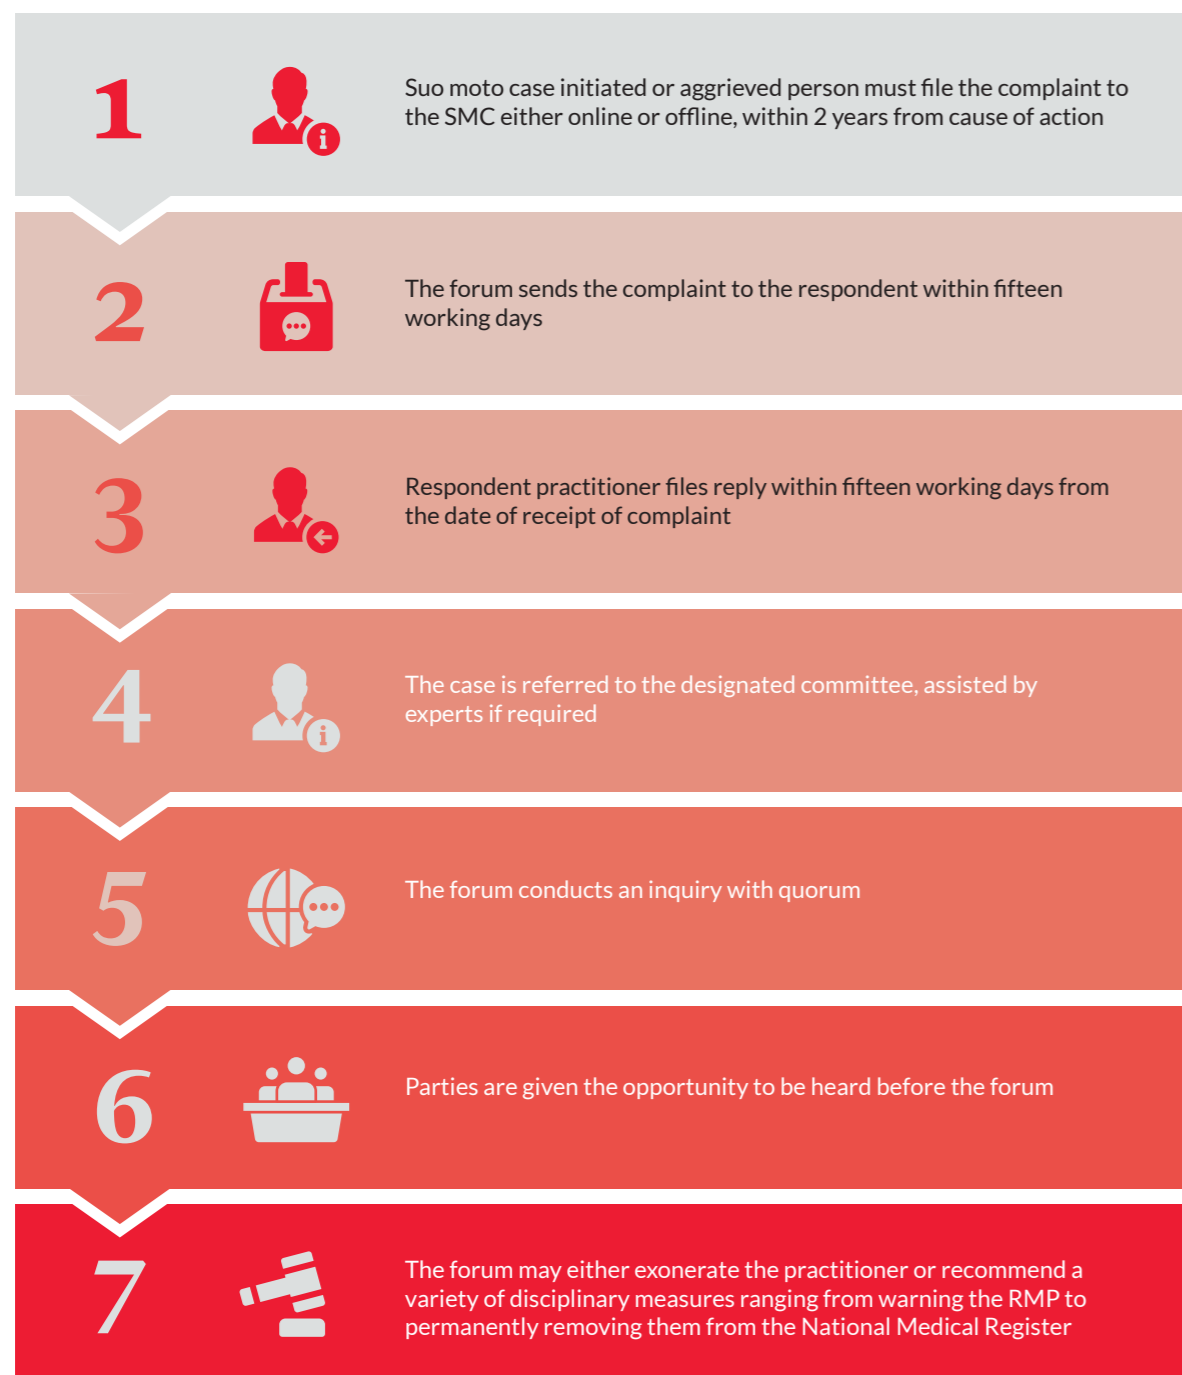 1
Suo moto case initiated or aggrieved person must file the complaint to
the SMC either online or offline, within 2 years from cause of action
2
The forum sends the complaint to the respondent within fifteen
working days
3
Respondent practitioner files reply within fifteen working days from
the date of receipt of complaint
4
The case is referred to the designated committee, assisted by
experts if required
5
The forum conducts an inquiry with quorum
6
Parties are given the opportunity to be heard before the forum
7
The forum may either exonerate the practitioner or recommend a
variety of disciplinary measures ranging from warning the RMP to
permanently removing them from the National Medical Register